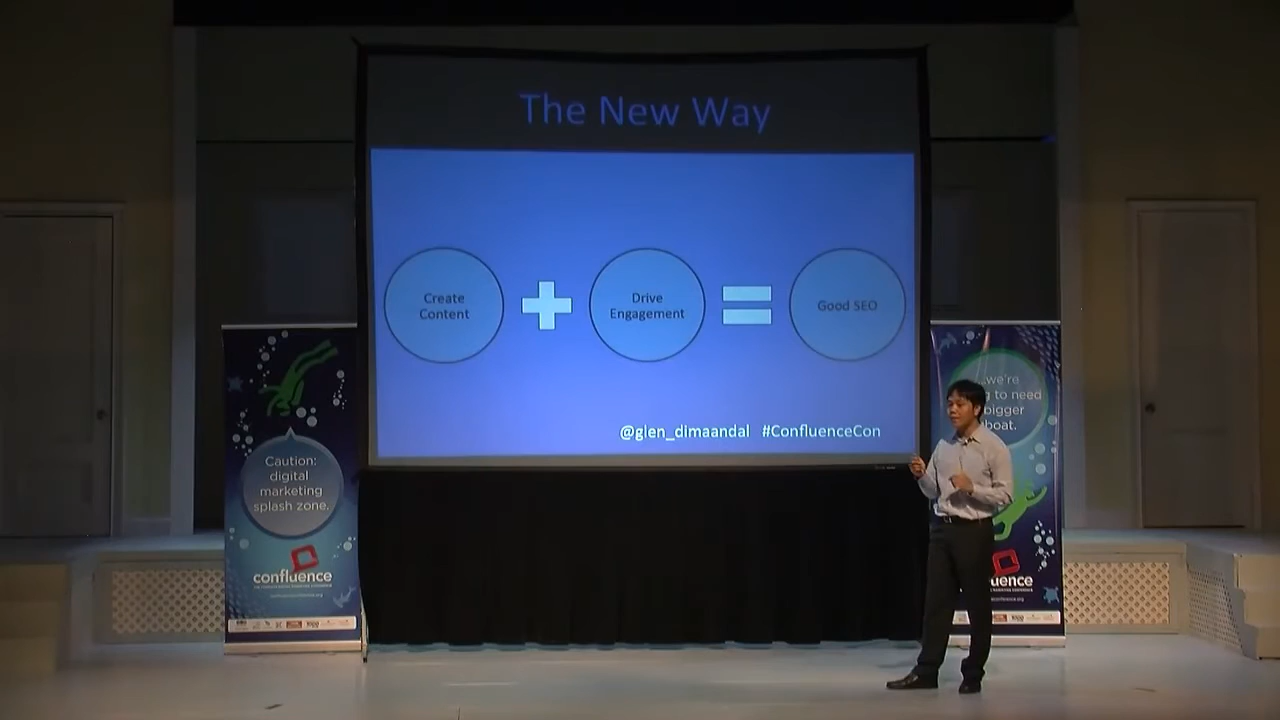 The New Way
Create
Content
Drive
Engagement
Good SEO
@glen_dimaandal #ConfluenceCon
Caution:
digital
marketing
splash zone.
confluence
...we're
to need
bigger
boat.